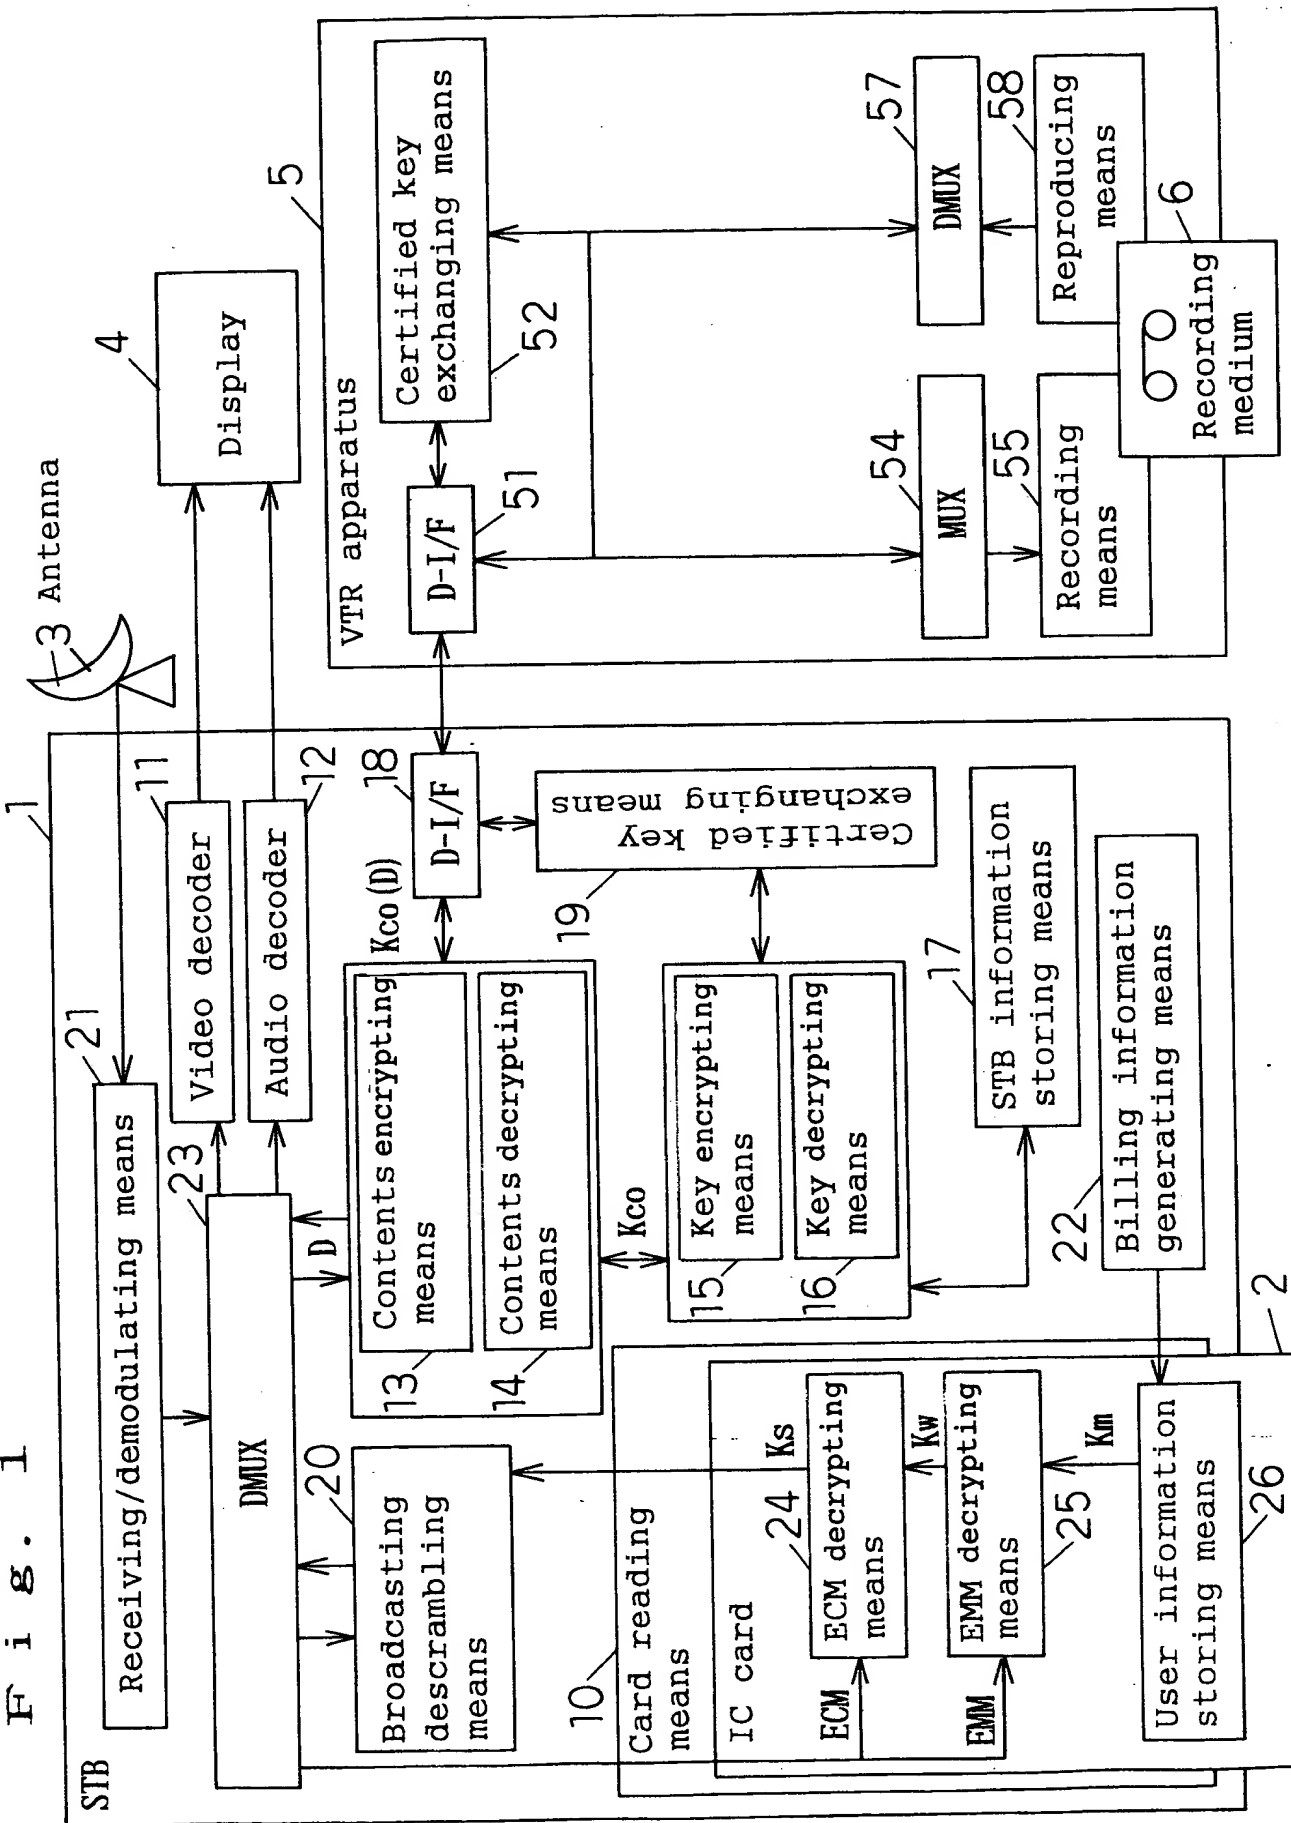 Fig. 1
STB
1
21
Receiving/demodulating means
3
Antenna
4
Display
11
Video decoder
12
Audio decoder
23
DMUX
D
20
Broadcasting
descrambling
means
13
Contents encrypting
means
14
Contents decrypting
means
Kco(D)
18
D-I/F
19
Certified key
exchanging means
Kco
15
Key encrypting
means
16
Key decrypting
means
17
STB information
storing means
22
Billing information
generating means
10
Card reading
means
IC card
2
ECM
24
ECM decrypting
means
Ks
EMM
25
EMM decrypting
means
Kw
Km
26
User information
storing means
5
VTR apparatus
51
D-I/F
52
Certified key
exchanging means
54
MUX
55
Recording
means
57
DMUX
58
Reproducing
means
6
Recording
medium